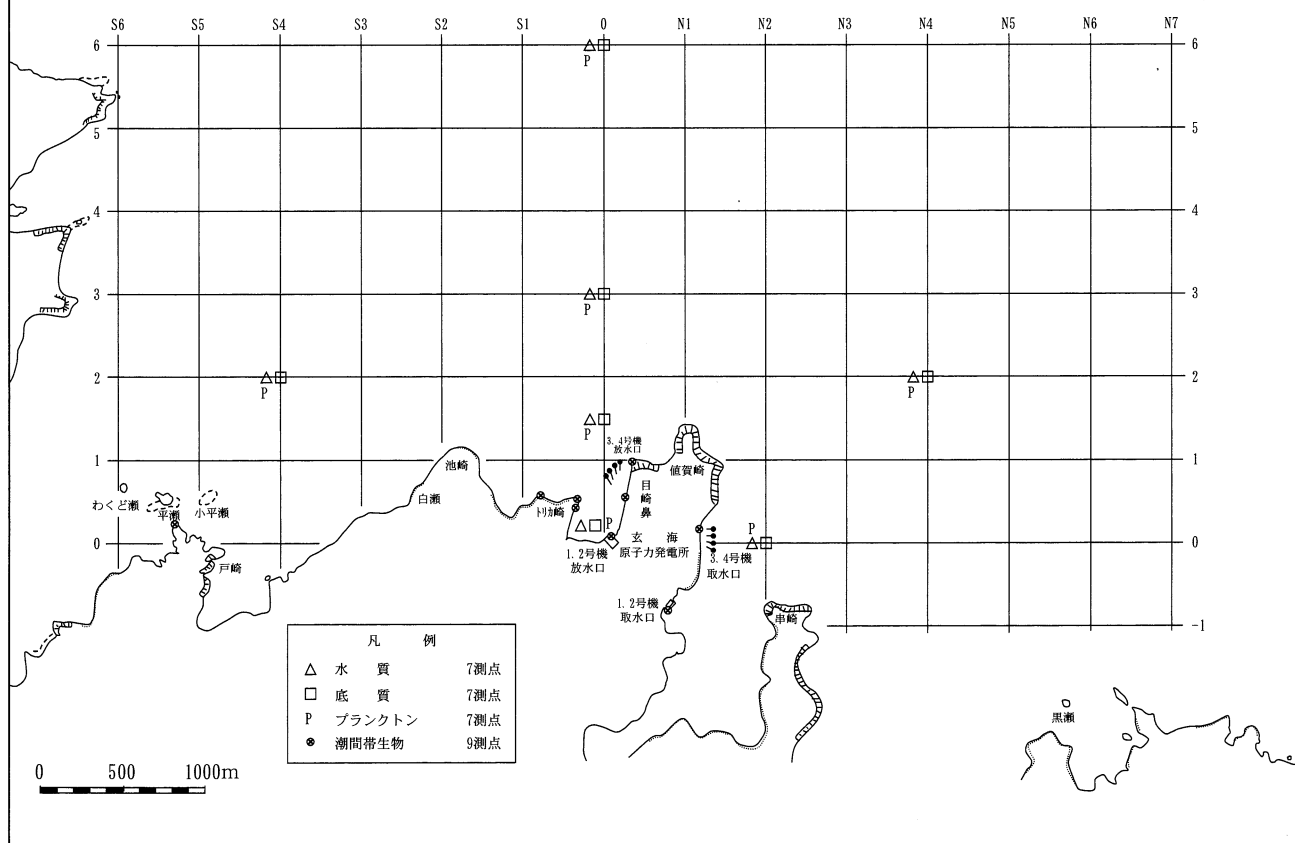 S6 S5 S4 S3 S2 S1 0 N1 N2 N3 N4 N5 N6 N7
6 6
P
5 5
4 4
3 3
P
2 2
P P
P
3.4号機
放水口
1 1
池崎
値賀崎
白瀬
目崎鼻
わくど瀬
平瀬
小平瀬
トリカ崎
P
P
玄海
原子力発電所
0 0
戸崎
1.2号機
放水口
3.4号機
取水口
1.2号機
取水口
串崎
-1
凡例
△ 水質 7測点
□ 底質 7測点
P プランクトン 7測点
⊗ 潮間帯生物 9測点
黒瀬
0 500 1000m